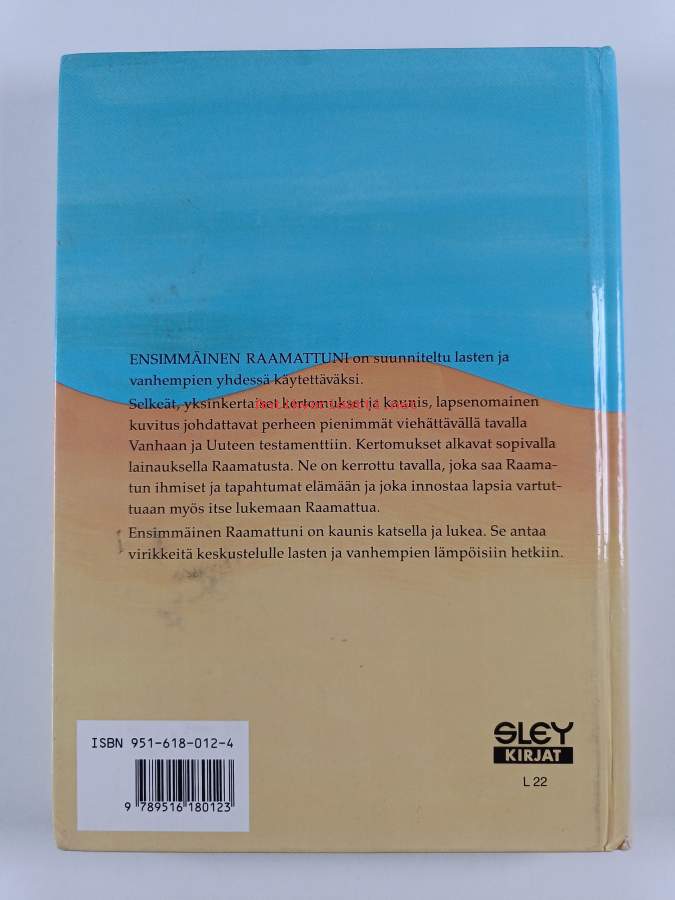 ENSIMMÄINEN RAAMATTUNI on suunniteltu lasten ja
vanhempien yhdessä käytettäväksi.
Selkeät, yksinkertaiset kertomukset ja kaunis, lapsenomainen
kuvitus johdattavat perheen pienimmät viehättävällä tavalla
Vanhaan ja Uuteen testamenttiin. Kertomukset alkavat sopivalla
lainauksella Raamatusta. Ne on kerrottu tavalla, joka saa Raama-
tun ihmiset ja tapahtumat elämään ja joka innostaa lapsia vartut-
tuaan myös itse lukemaan Raamattua.
Ensimmäinen Raamattuni on kaunis katsella ja lukea. Se antaa
virikkeitä keskustelulle lasten ja vanhempien lämpöisiin hetkiin.
ISBN 951-618-012-4
9 789516 180123
SLEY
KIRJAT
L 22